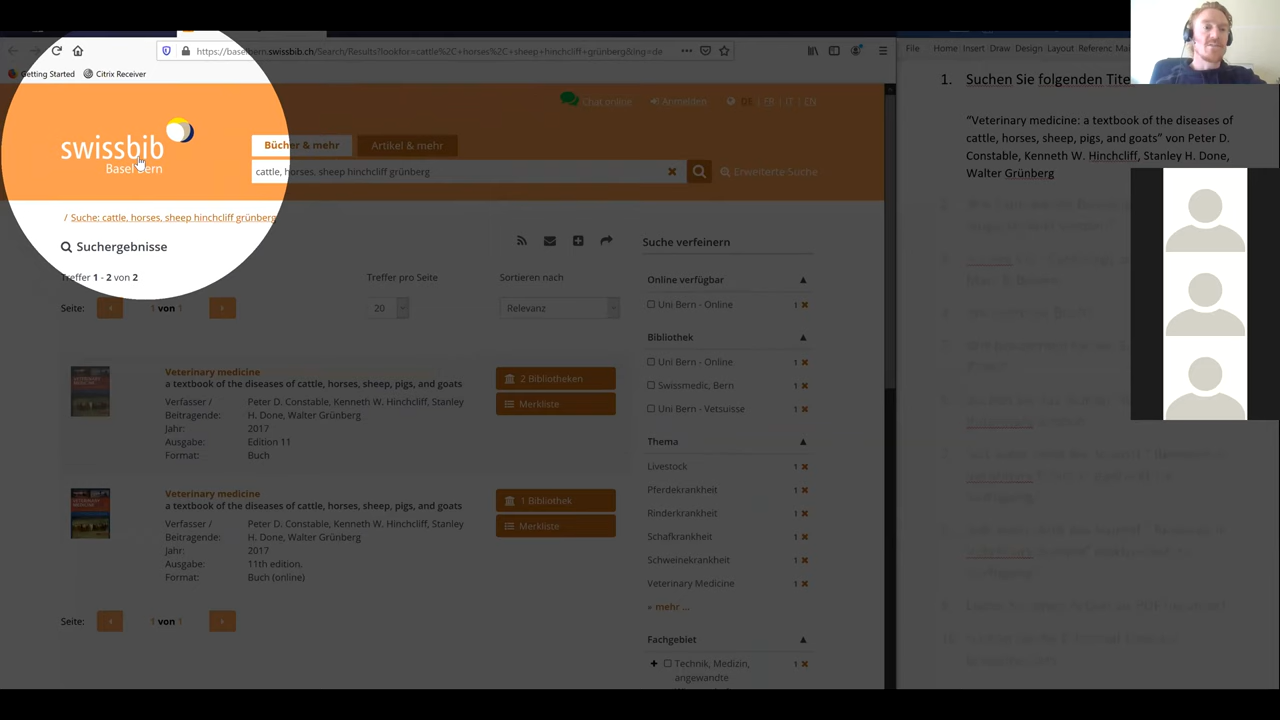 https://baselbern.swissbib.ch/Search/Results?lookfor=cattle%2C+horses%2C+sheep+hinchcliff+grünberg&lng=de
Getting Started
Citrix Receiver
Chat online
Anmelden
DE | FR | IT | EN
swissbib
Basel Bern
Bücher & mehr
Artikel & mehr
cattle, horses, sheep hinchcliff grünberg
Erweiterte Suche
/ Suche: cattle, horses, sheep hinchcliff grünberg
Suchergebnisse
Treffer 1 - 2 von 2
Treffer pro Seite
Sortieren nach
Seite:
1 von 1
20
Relevanz
Veterinary medicine
a textbook of the diseases of cattle, horses, sheep, pigs, and goats
Verfasser / Beitragende: Peter D. Constable, Kenneth W. Hinchcliff, Stanley
H. Done, Walter Grünberg
Jahr: 2017
Ausgabe: Edition 11
Format: Buch
2 Bibliotheken
Merkliste
Veterinary medicine
a textbook of the diseases of cattle, horses, sheep, pigs, and goats
Verfasser / Beitragende: Peter D. Constable, Kenneth W. Hinchcliff, Stanley
H. Done, Walter Grünberg
Jahr: 2017
Ausgabe: 11th edition.
Format: Buch (online)
1 Bibliothek
Merkliste
Seite:
1 von 1
Suche verfeinern
Online verfügbar
Uni Bern - Online 1
Bibliothek
Uni Bern - Online 1
Swissmedic, Bern 1
Uni Bern - Vetsuisse 1
Thema
Livestock 1
Pferdekrankheit 1
Rinderkrankheit 1
Schafkrankheit 1
Schweinekrankheit 1
Veterinary Medicine 1
» mehr ...
Fachgebiet
Technik, Medizin, 1
angewandte
File Home Insert Draw Design Layout Referenc
1. Suchen Sie folgenden
"Veterinary medicine: a textbook of the diseases of
cattle, horses, sheep, pigs, and goats" von Peter D.
Constable, Kenneth W. Hinchcliff, Stanley H. Done,
Walter Grünberg